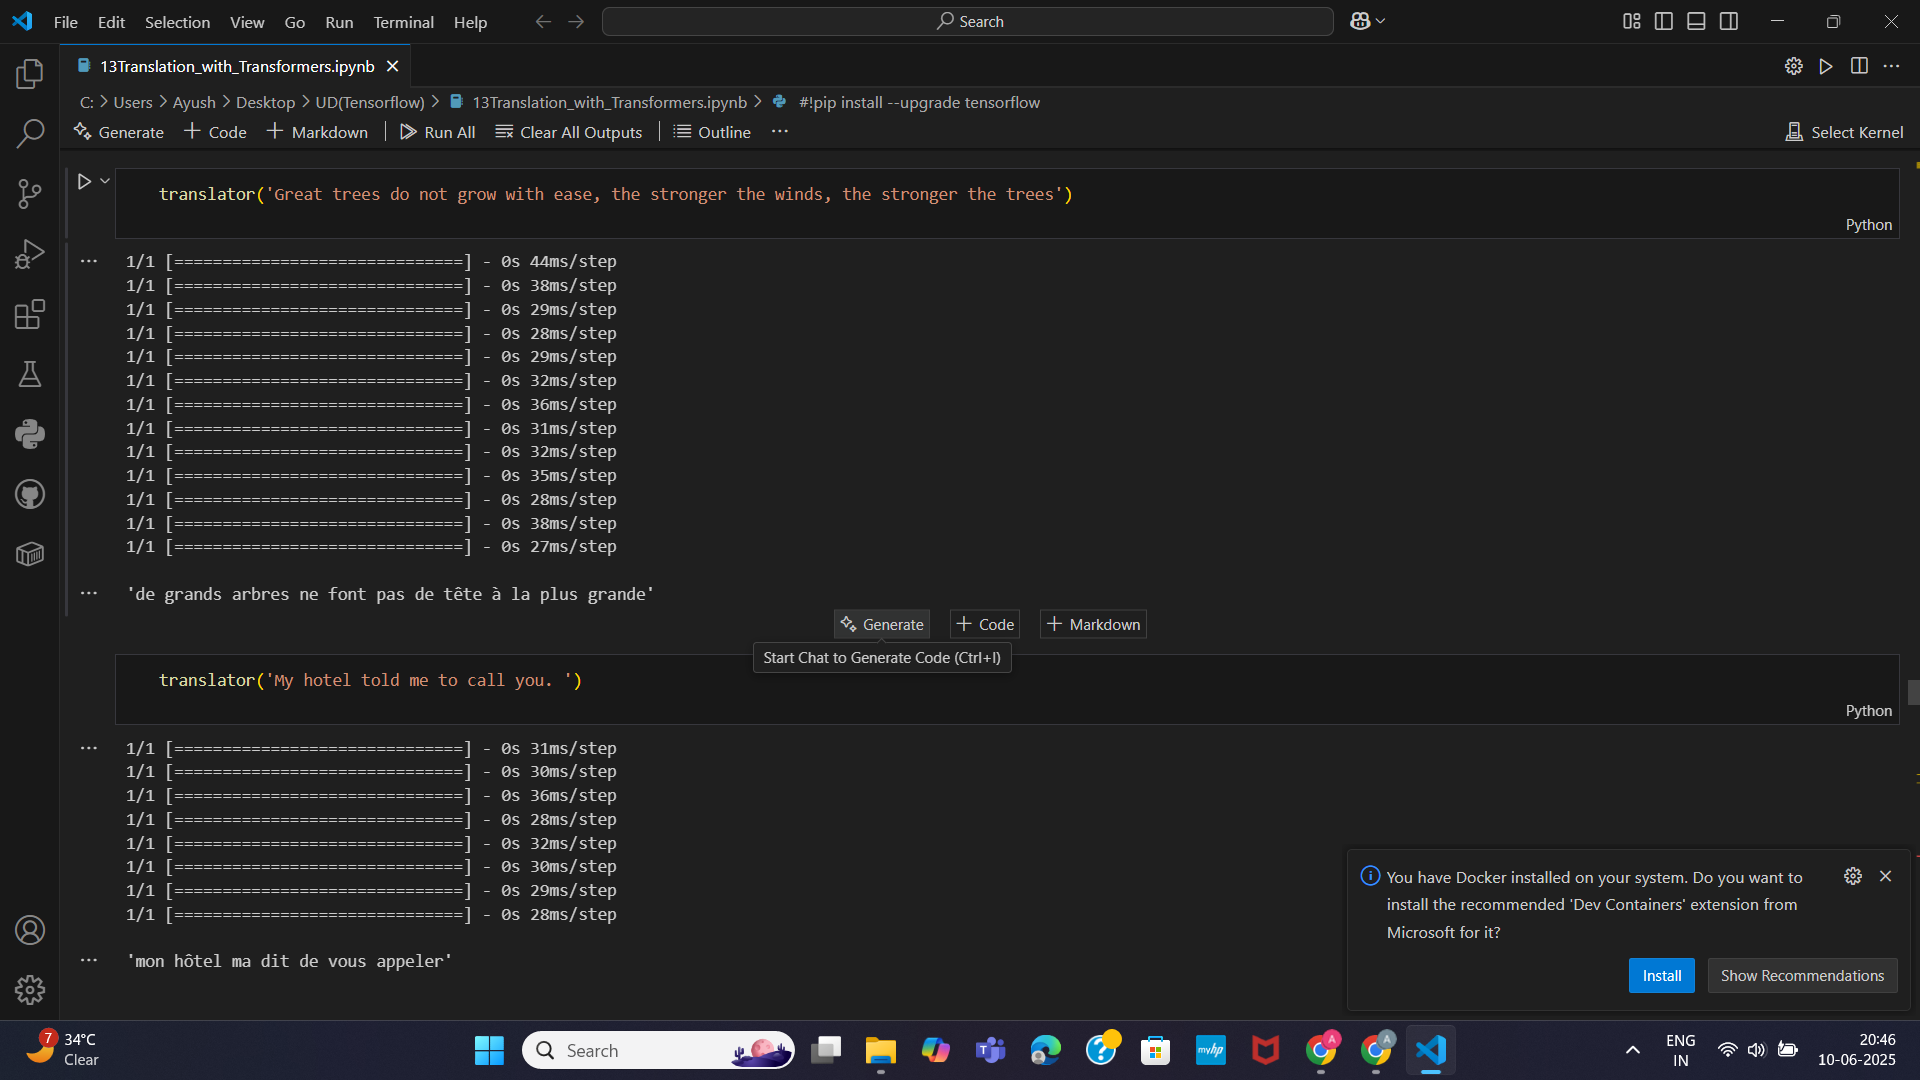 File Edit Selection View Go Run Terminal Help
Search
13Translation_with_Transformers.ipynb
C: > Users > Ayush > Desktop > UD(Tensorflow) > 13Translation_with_Transformers.ipynb > #!pip install --upgrade tensorflow
Generate + Code + Markdown Run All Clear All Outputs Outline ...
Select Kernel
translator('Great trees do not grow with ease, the stronger the winds, the stronger the trees')
Python
1/1 [==============================] - 0s 44ms/step
1/1 [==============================] - 0s 38ms/step
1/1 [==============================] - 0s 29ms/step
1/1 [==============================] - 0s 28ms/step
1/1 [==============================] - 0s 29ms/step
1/1 [==============================] - 0s 32ms/step
1/1 [==============================] - 0s 36ms/step
1/1 [==============================] - 0s 31ms/step
1/1 [==============================] - 0s 32ms/step
1/1 [==============================] - 0s 35ms/step
1/1 [==============================] - 0s 28ms/step
1/1 [==============================] - 0s 38ms/step
1/1 [==============================] - 0s 27ms/step
'de grands arbres ne font pas de tête à la plus grande'
Generate + Code + Markdown
Start Chat to Generate Code (Ctrl+I)
translator('My hotel told me to call you. ')
Python
1/1 [==============================] - 0s 31ms/step
1/1 [==============================] - 0s 30ms/step
1/1 [==============================] - 0s 36ms/step
1/1 [==============================] - 0s 28ms/step
1/1 [==============================] - 0s 32ms/step
1/1 [==============================] - 0s 30ms/step
1/1 [==============================] - 0s 29ms/step
1/1 [==============================] - 0s 28ms/step
'mon hôtel ma dit de vous appeler'
You have Docker installed on your system. Do you want to
install the recommended 'Dev Containers' extension from
Microsoft for it?
Install
Show Recommendations
7
34°C
Clear
Search
myhp
A
A
ENG
IN
20:46
10-06-2025